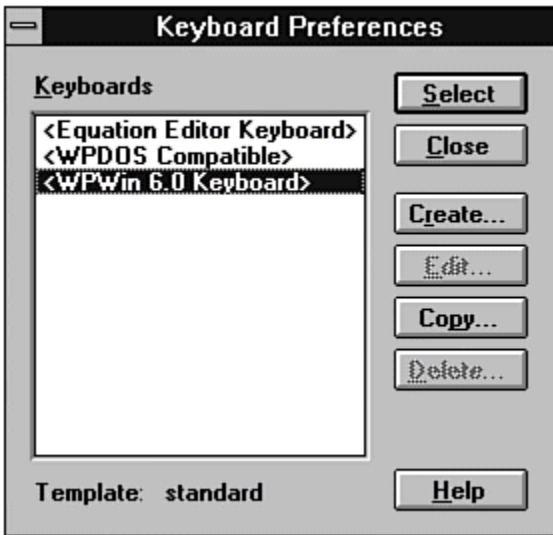 Keyboard Preferences
Keyboards
<Equation Editor Keyboard>
<WPDOS Compatible>
<WPWin 6.0 Keyboard>
Select
Close
Create...
Edit...
Copy...
Delete...
Template: standard
Help